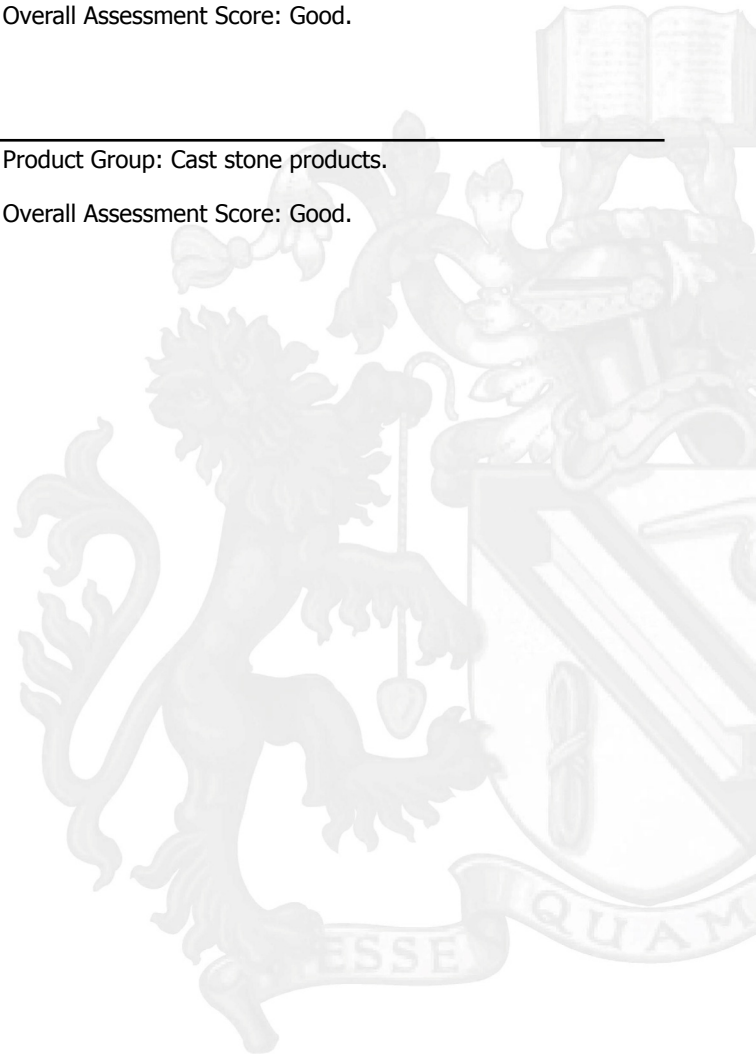 Overall Assessment Score: Good.
Product Group: Cast stone products.
Overall Assessment Score: Good.
ESSE QUAM